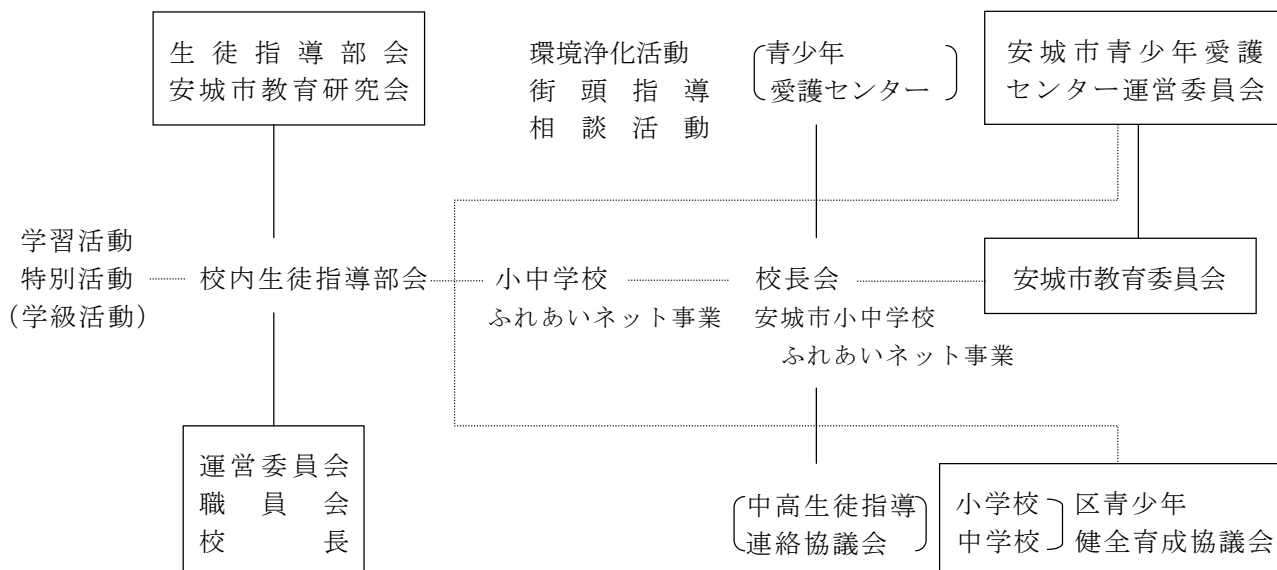 生徒指導部会
安城市教育研究会
環境浄化活動
街頭指導
相談活動
青少年
愛護センター
安城市青少年愛護
センター運営委員会
学習活動
特別活動
(学級活動)
校内生徒指導部会
小中学校
ふれあいネット事業
校長会
安城市小中学校
ふれあいネット事業
安城市教育委員会
運営委員会
職員会
校長
中高生徒指導
連絡協議会
小学校
中学校
区青少年
健全育成協議会